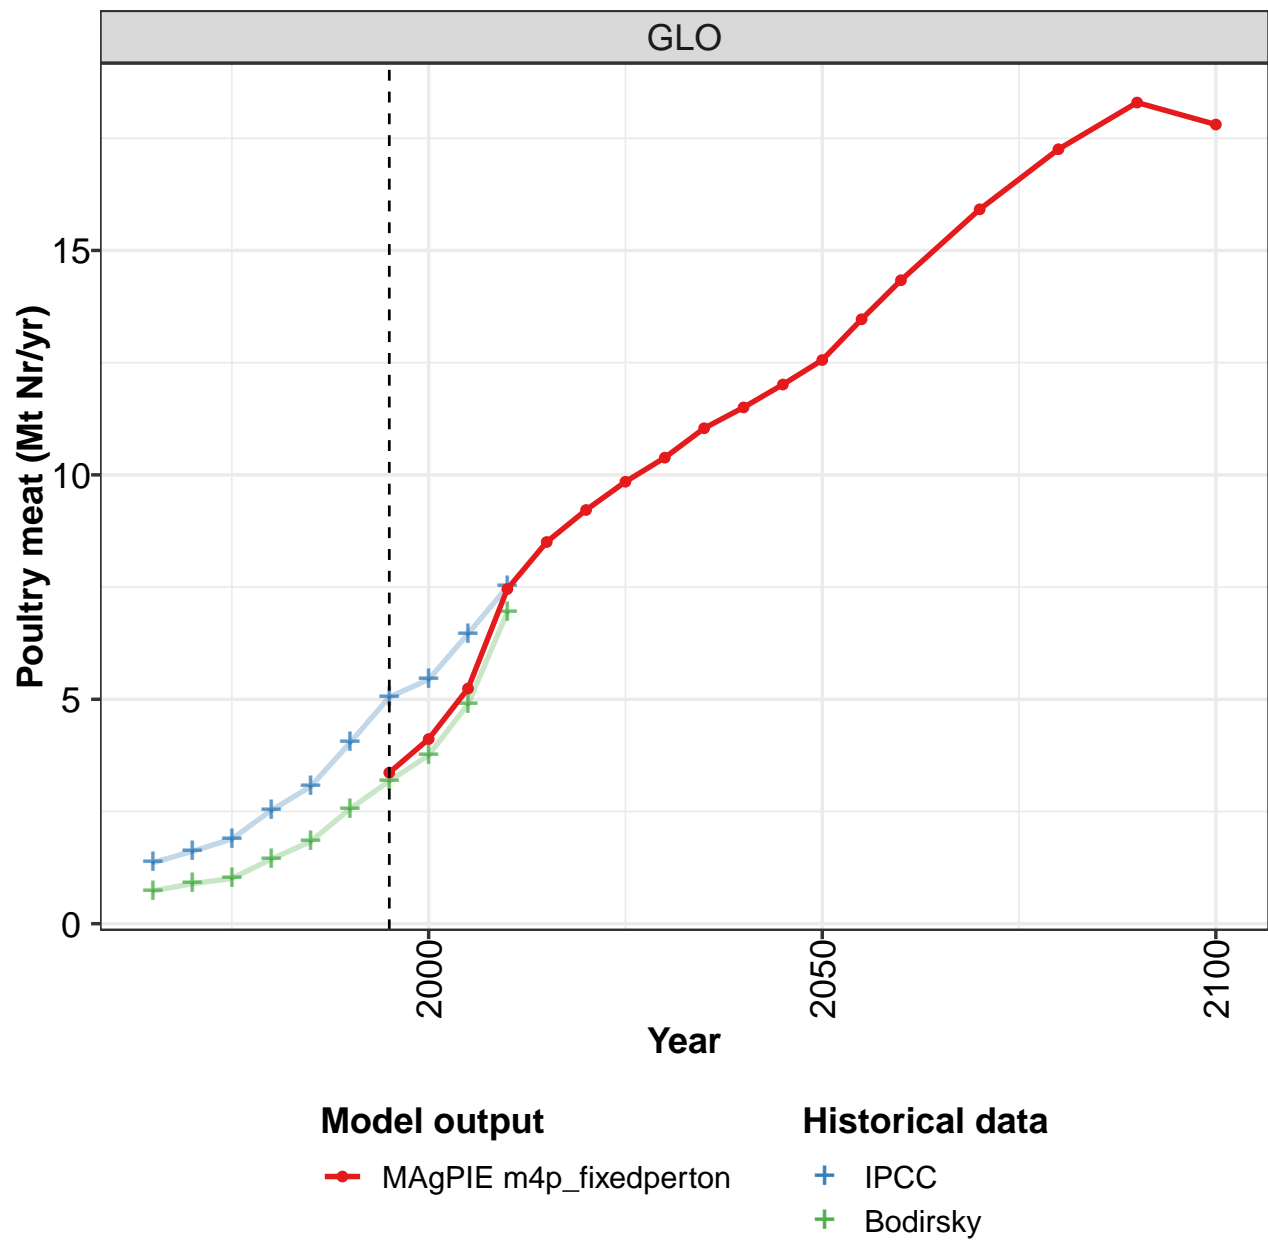 GLO
Poultry meat (Mt Nr/yr)
15
10
5
0
2000
2050
2100
Year
Model output
MAgPIE m4p_fixedperton
Historical data
IPCC
Bodirsky